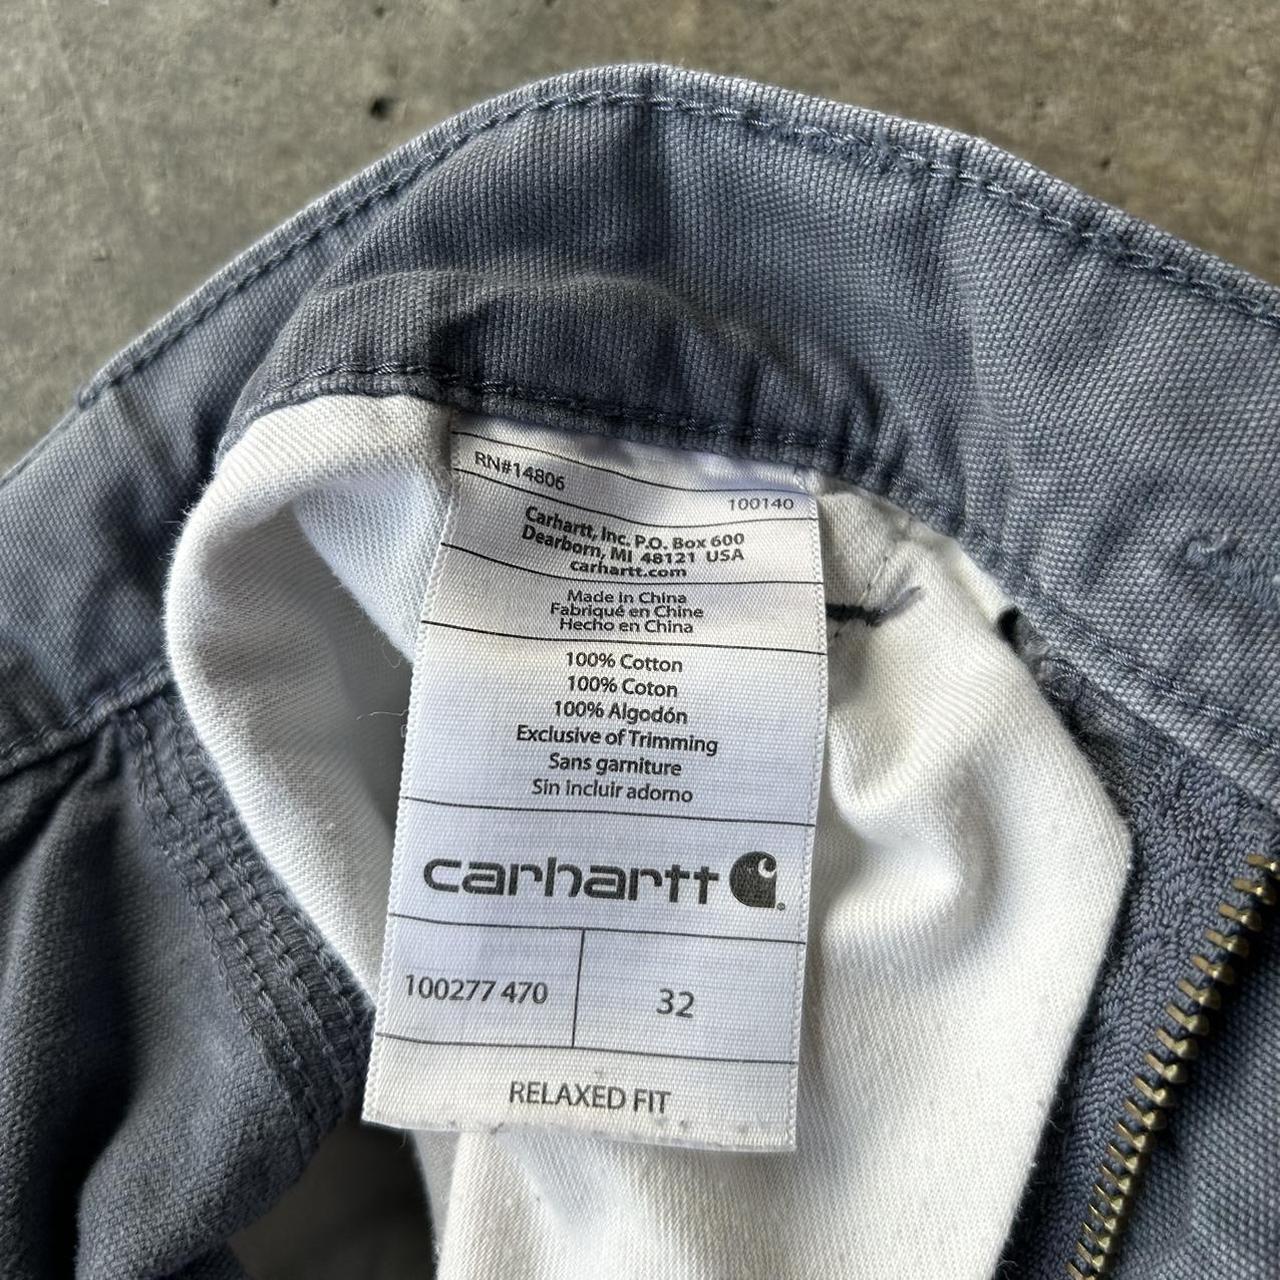 RN#14806
100140
Carhartt, Inc. P.O. Box 600
Dearborn, MI 48121 USA
carhartt.com
Made in China
Fabriqué en Chine
Hecho en China
100% Cotton
100% Coton
100% Algodón
Exclusive of Trimming
Sans garniture
Sin incluir adorno
carhartt
100277 470
32
RELAXED FIT